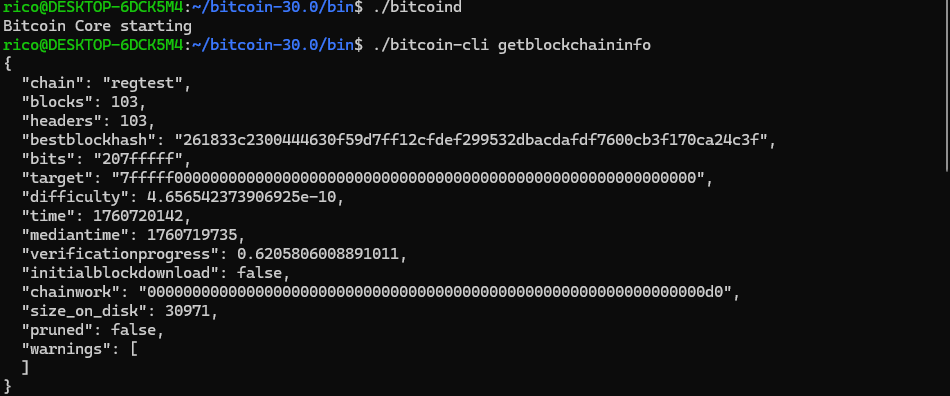 rico@DESKTOP-6DCK5M4:~/bitcoin-30.0/bin$ ./bitcoind
Bitcoin Core starting
rico@DESKTOP-6DCK5M4:~/bitcoin-30.0/bin$ ./bitcoin-cli getblockchaininfo
{
  "chain": "regtest",
  "blocks": 103,
  "headers": 103,
  "bestblockhash": "261833c2300444630f59d7ff12cfdef299532dbacdafdf7600cb3f170ca24c3f",
  "bits": "207fffff",
  "target": "7fffff0000000000000000000000000000000000000000000000000000000000",
  "difficulty": 4.656542373906925e-10,
  "time": 1760720142,
  "mediantime": 1760719735,
  "verificationprogress": 0.6205806008891011,
  "initialblockdownload": false,
  "chainwork": "00000000000000000000000000000000000000000000000000000000000000d0",
  "size_on_disk": 30971,
  "pruned": false,
  "warnings": [
  ]
}